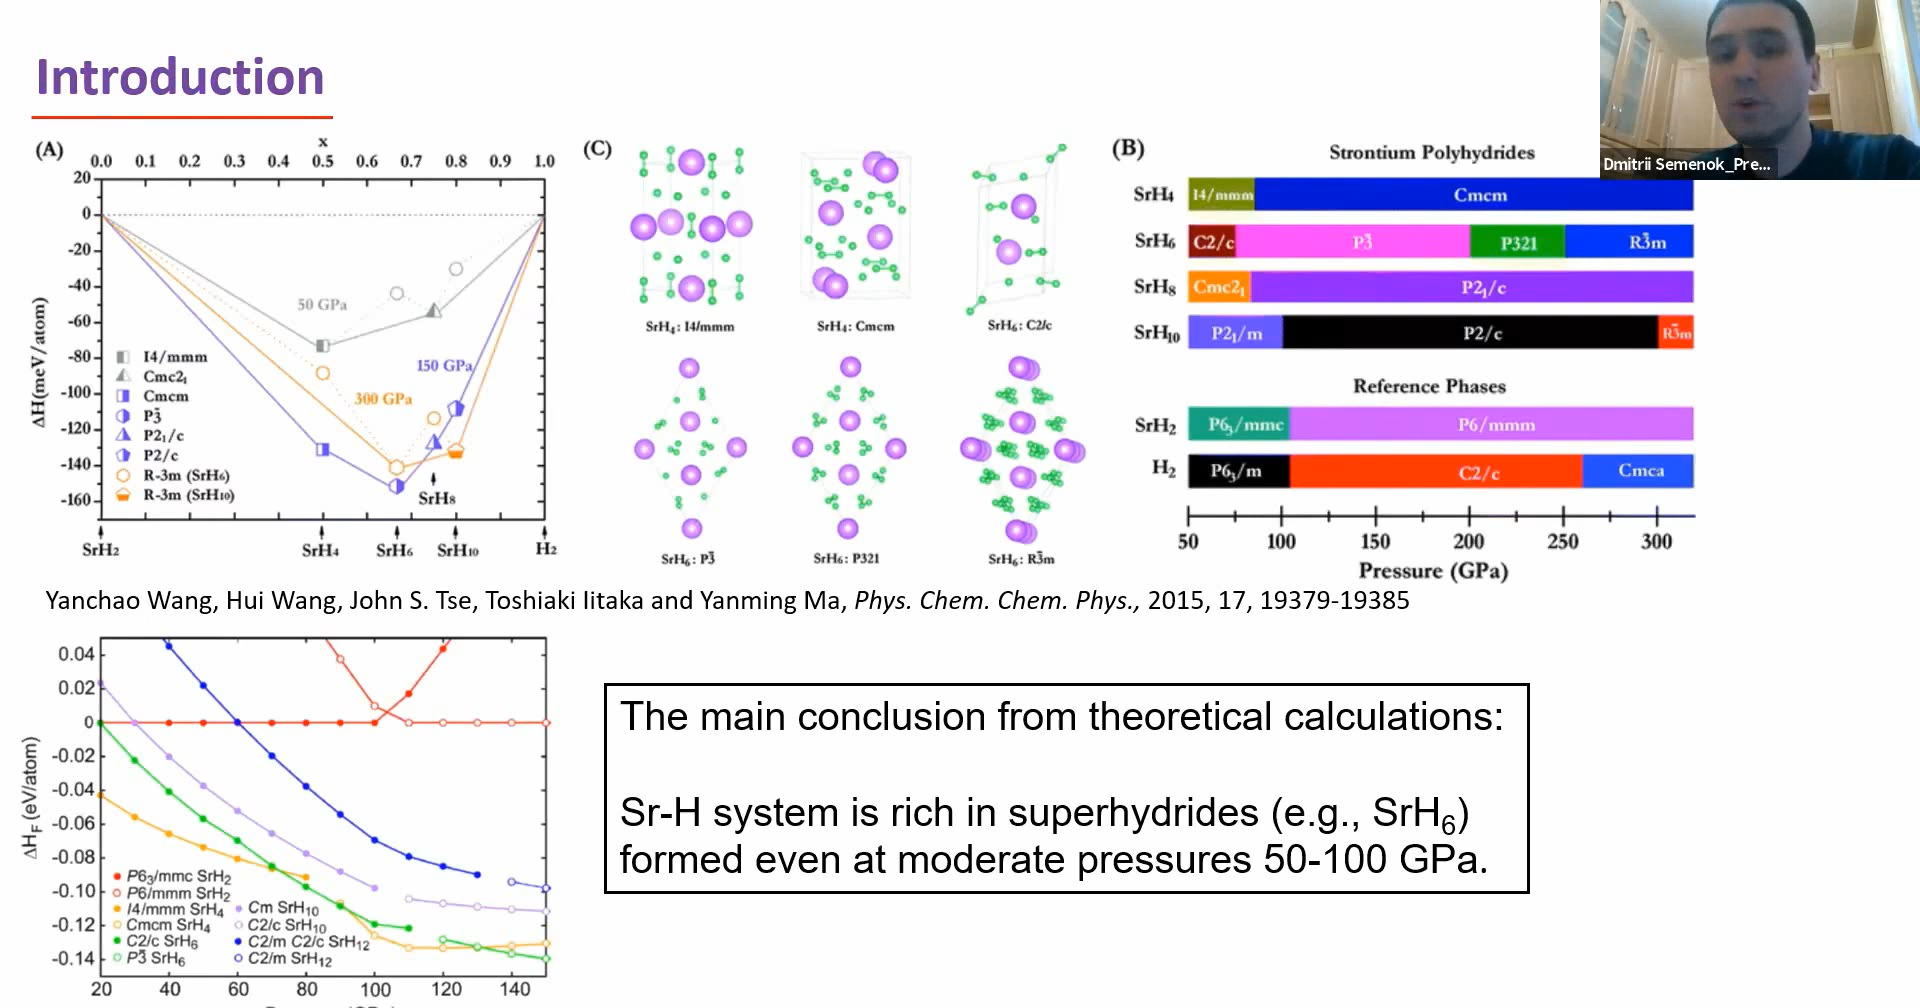 Introduction
Dmitrii Semenok_Pre...
(A)
x
0.0 0.1 0.2 0.3 0.4 0.5 0.6 0.7 0.8 0.9 1.0
20
0
-20
-40
-60
-80
-100
-120
-140
-160
ΔH(meV/atom)
50 GPa
150 GPa
300 GPa
I4/mmm
Cmc2₁
Cmcm
P3̄
P2₁/c
P2/c
R-3m (SrH₆)
R-3m (SrH₁₀)
SrH₈
SrH₂ SrH₄ SrH₆ SrH₁₀ H₂
(C)
SrH₄: I4/mmm
SrH₄: Cmcm
SrH₆: C2/c
SrH₆: P3̄
SrH₆: P321
SrH₆: R3̄m
(B)
Strontium Polyhydrides
SrH₄ I4/mmm Cmcm
SrH₆ C2/c P3̄ P321 R3̄m
SrH₈ Cmc2₁ P2₁/c
SrH₁₀ P2₁/m P2/c R3̄m
Reference Phases
SrH₂ P6₃/mmc P6/mmm
H₂ P6₃/m C2/c Cmca
50 100 150 200 250 300
Pressure (GPa)
Yanchao Wang, Hui Wang, John S. Tse, Toshiaki Iitaka and Yanming Ma, Phys. Chem. Chem. Phys., 2015, 17, 19379-19385
0.04
0.02
0
-0.02
-0.04
-0.06
-0.08
-0.10
-0.12
-0.14
ΔH_F (eV/atom)
P6₃/mmc SrH₂
P6/mmm SrH₂
I4/mmm SrH₄
Cmcm SrH₄
C2/c SrH₆
P3̄ SrH₆
Cm SrH₁₀
C2/c SrH₁₀
C2/m C2/c SrH₁₂
C2/m SrH₁₂
20 40 60 80 100 120 140
The main conclusion from theoretical calculations:
Sr-H system is rich in superhydrides (e.g., SrH₆)
formed even at moderate pressures 50-100 GPa.